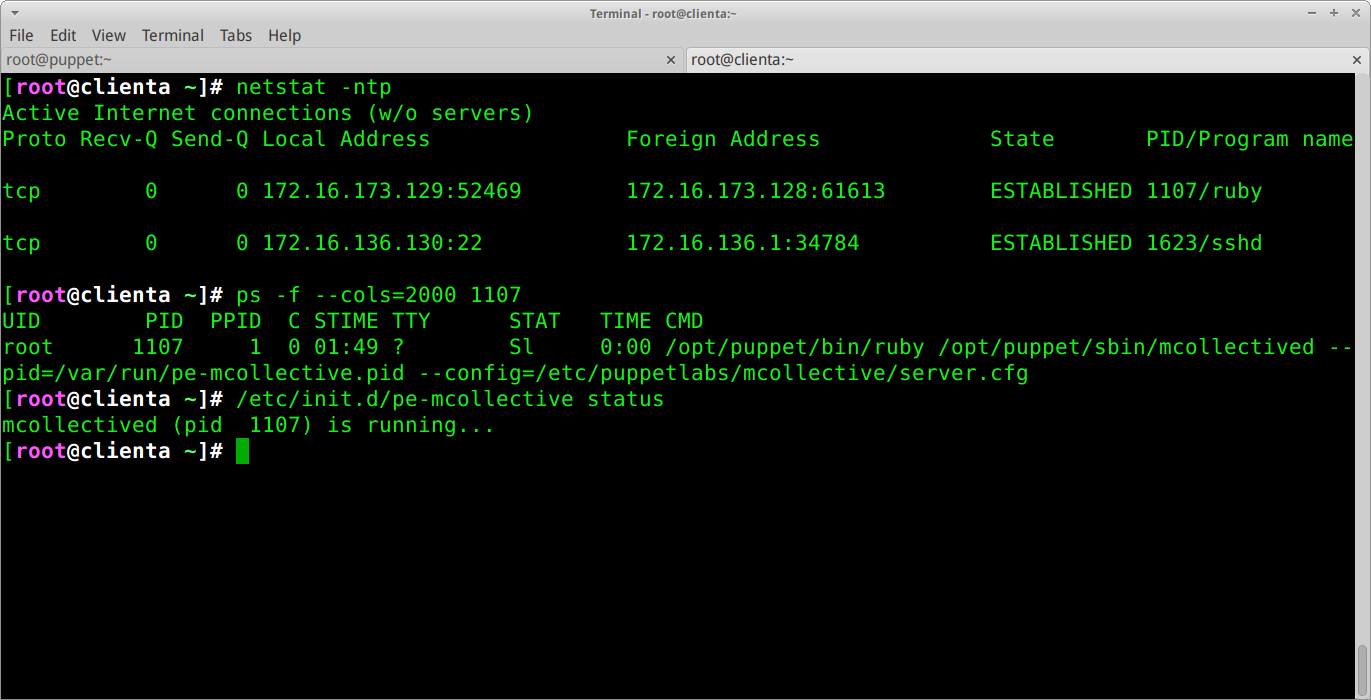 Terminal - root@clienta:~
File Edit View Terminal Tabs Help
root@puppet:~ root@clienta:~
[root@clienta ~]# netstat -ntp
Active Internet connections (w/o servers)
Proto Recv-Q Send-Q Local Address               Foreign Address             State       PID/Program name
tcp        0      0 172.16.173.129:52469        172.16.173.128:61613        ESTABLISHED 1107/ruby
tcp        0      0 172.16.136.130:22           172.16.136.1:34784          ESTABLISHED 1623/sshd
[root@clienta ~]# ps -f --cols=2000 1107
UID        PID  PPID  C STIME TTY      STAT   TIME CMD
root      1107     1  0 01:49 ?        Sl     0:00 /opt/puppet/bin/ruby /opt/puppet/sbin/mcollectived --
pid=/var/run/pe-mcollective.pid --config=/etc/puppetlabs/mcollective/server.cfg
[root@clienta ~]# /etc/init.d/pe-mcollective status
mcollectived (pid  1107) is running...
[root@clienta ~]#